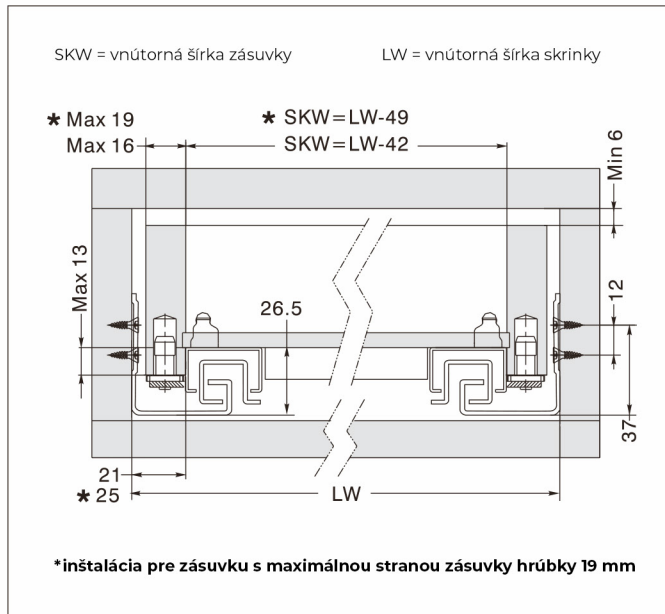 SKW = vnútorná šírka zásuvky
LW = vnútorná šírka skrinky
* Max 19
* SKW=LW-49
Max 16
SKW=LW-42
Min 6
Max 13
26.5
12
37
21
* 25
LW
*inštalácia pre zásuvku s maximálnou stranou zásuvky hrúbky 19 mm